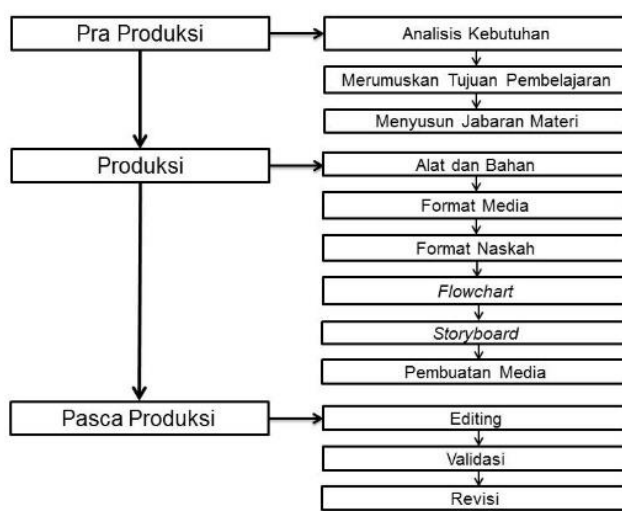 Pra Produksi
Analisis Kebutuhan
Merumuskan Tujuan Pembelajaran
Menyusun Jabaran Materi
Produksi
Alat dan Bahan
Format Media
Format Naskah
Flowchart
Storyboard
Pembuatan Media
Pasca Produksi
Editing
Validasi
Revisi